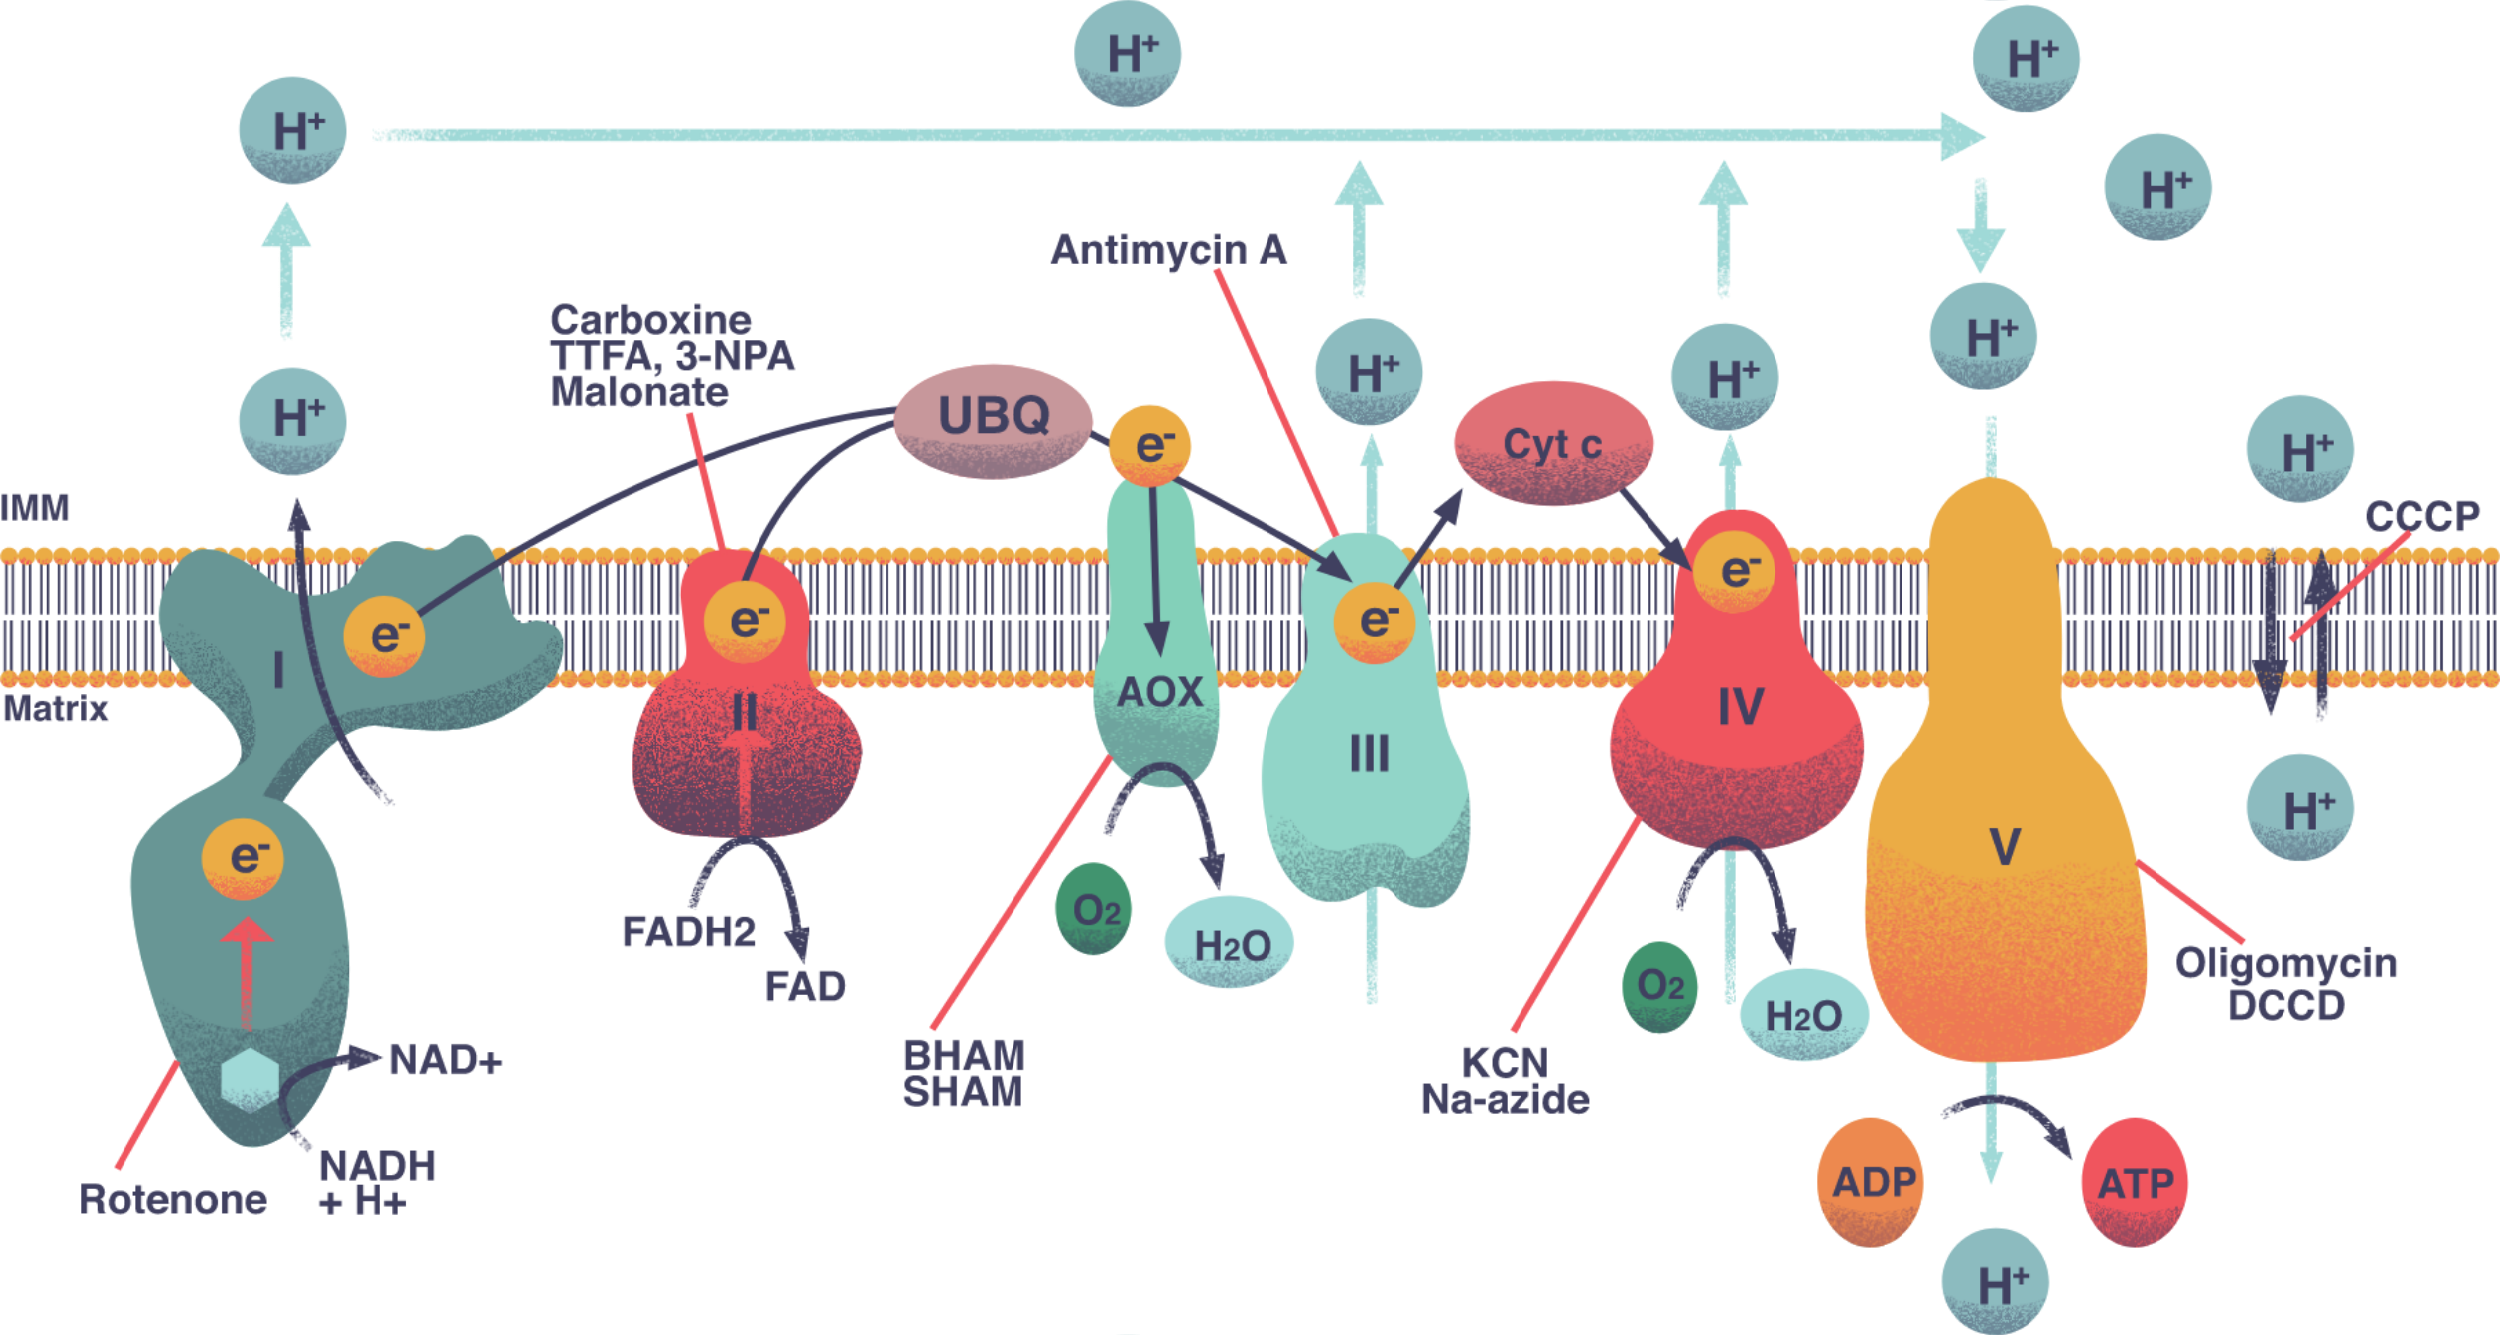 H+
H+
H+
H+
Antimycin A
Carboxine
TTFA, 3-NPA
Malonate
H+
H+
H+
H+
UBQ
e-
Cyt c
H+
IMM
CCCP
e-
e-
e-
e-
I
Matrix
AOX
II
IV
III
H+
V
e-
O2
FADH2
H2O
FAD
O2
H2O
Oligomycin
DCCD
NAD+
BHAM
SHAM
KCN
Na-azide
NADH
+ H+
Rotenone
ADP
ATP
H+